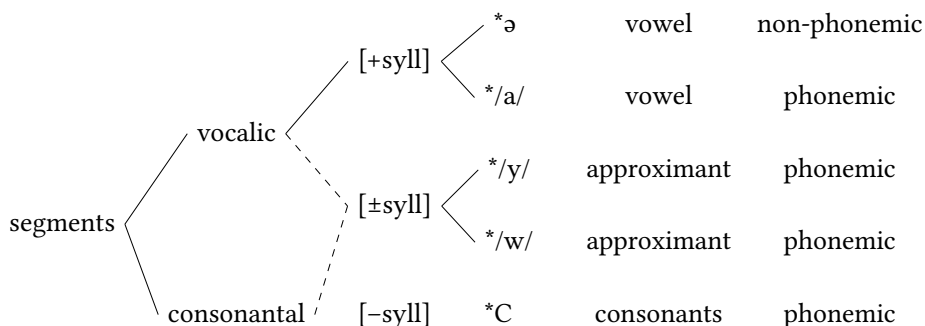 *ə vowel non-phonemic
[+syll]
*/a/ vowel phonemic
vocalic
*/y/ approximant phonemic
segments [±syll]
*/w/ approximant phonemic
consonantal [−syll] *C consonants phonemic